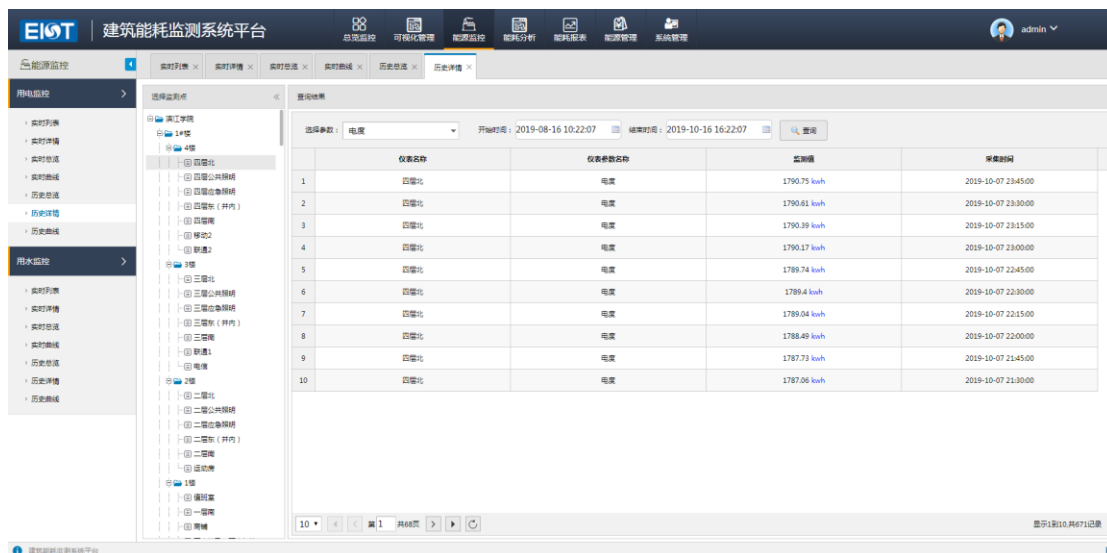 EIOT
建筑能耗监测系统平台
总览监控
可视化管理
能源监控
能耗分析
能耗报表
能源管理
系统管理
admin
能源监控
实时列表 ×
实时详情 ×
实时总览 ×
实时曲线 ×
历史总览 ×
历史详情 ×
用电监控
实时列表
实时详情
实时总览
实时曲线
历史总览
历史详情
历史曲线
用水监控
实时列表
实时详情
实时总览
实时曲线
历史总览
历史详情
历史曲线
选择监测点
滨江学院
1#楼
4楼
四层北
四层公共照明
四层应急照明
四层东（井内）
四层南
移动2
联通2
3楼
三层北
三层公共照明
三层应急照明
三层东（井内）
三层南
联通1
电信
2楼
二层北
二层公共照明
二层应急照明
二层东（井内）
二层南
运动房
1楼
值班室
一层南
商铺
查询结果
选择参数： 电度 开始时间： 2019-08-16 10:22:07 结束时间： 2019-10-16 16:22:07 查询
仪表名称 仪表参数名称 监测值 采集时间
1 四层北 电度 1790.75 kwh 2019-10-07 23:45:00
2 四层北 电度 1790.61 kwh 2019-10-07 23:30:00
3 四层北 电度 1790.39 kwh 2019-10-07 23:15:00
4 四层北 电度 1790.17 kwh 2019-10-07 23:00:00
5 四层北 电度 1789.74 kwh 2019-10-07 22:45:00
6 四层北 电度 1789.4 kwh 2019-10-07 22:30:00
7 四层北 电度 1789.04 kwh 2019-10-07 22:15:00
8 四层北 电度 1788.49 kwh 2019-10-07 22:00:00
9 四层北 电度 1787.73 kwh 2019-10-07 21:45:00
10 四层北 电度 1787.06 kwh 2019-10-07 21:30:00
10 第 1 共68页
显示1到10,共671记录
建筑能耗监测系统平台